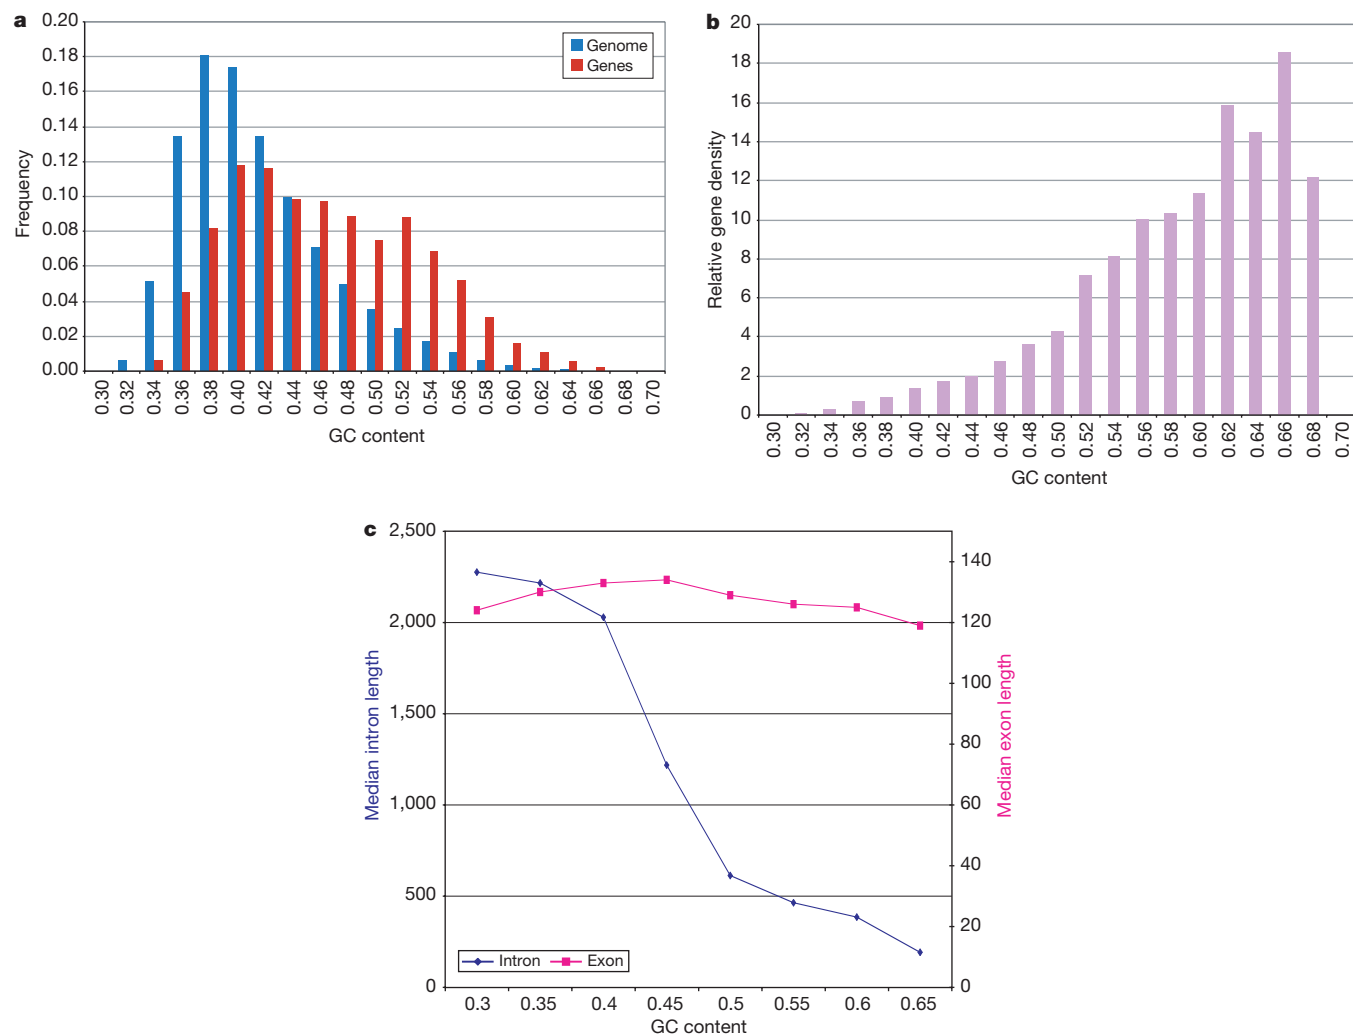 a
0.20
0.18
0.16
0.14
0.12
0.10
0.08
0.06
0.04
0.02
0.00
Frequency
Genome
Genes
0.30 0.32 0.34 0.36 0.38 0.40 0.42 0.44 0.46 0.48 0.50 0.52 0.54 0.56 0.58 0.60 0.62 0.64 0.66 0.68 0.70
GC content
b
20
18
16
14
12
10
8
6
4
2
0
Relative gene density
0.30 0.32 0.34 0.36 0.38 0.40 0.42 0.44 0.46 0.48 0.50 0.52 0.54 0.56 0.58 0.60 0.62 0.64 0.66 0.68 0.70
GC content
c
2,500
2,000
1,500
1,000
500
0
Median intron length
140
120
100
80
60
40
20
0
Median exon length
Intron Exon
0.3 0.35 0.4 0.45 0.5 0.55 0.6 0.65
GC content